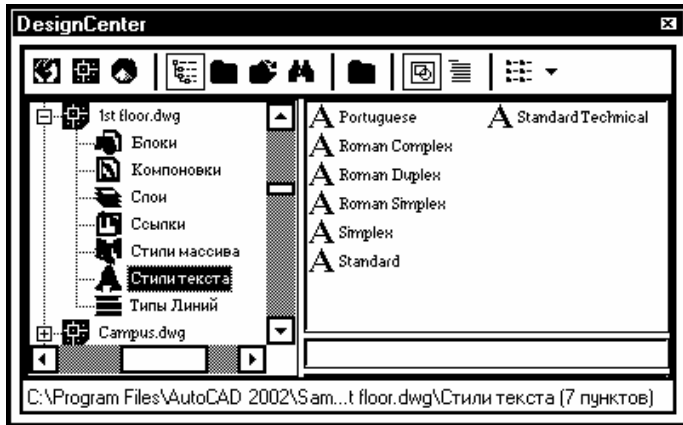 DesignCenter
1st floor.dwg
Блоки
Компоновки
Слои
Ссылки
Стили массива
Стили текста
Типы Линий
Campus.dwg
Portuguese
Roman Complex
Roman Duplex
Roman Simplex
Simplex
Standard
Standard Technical
C:\Program Files\AutoCAD 2002\Sam...t floor.dwg\Стили текста (7 пунктов)